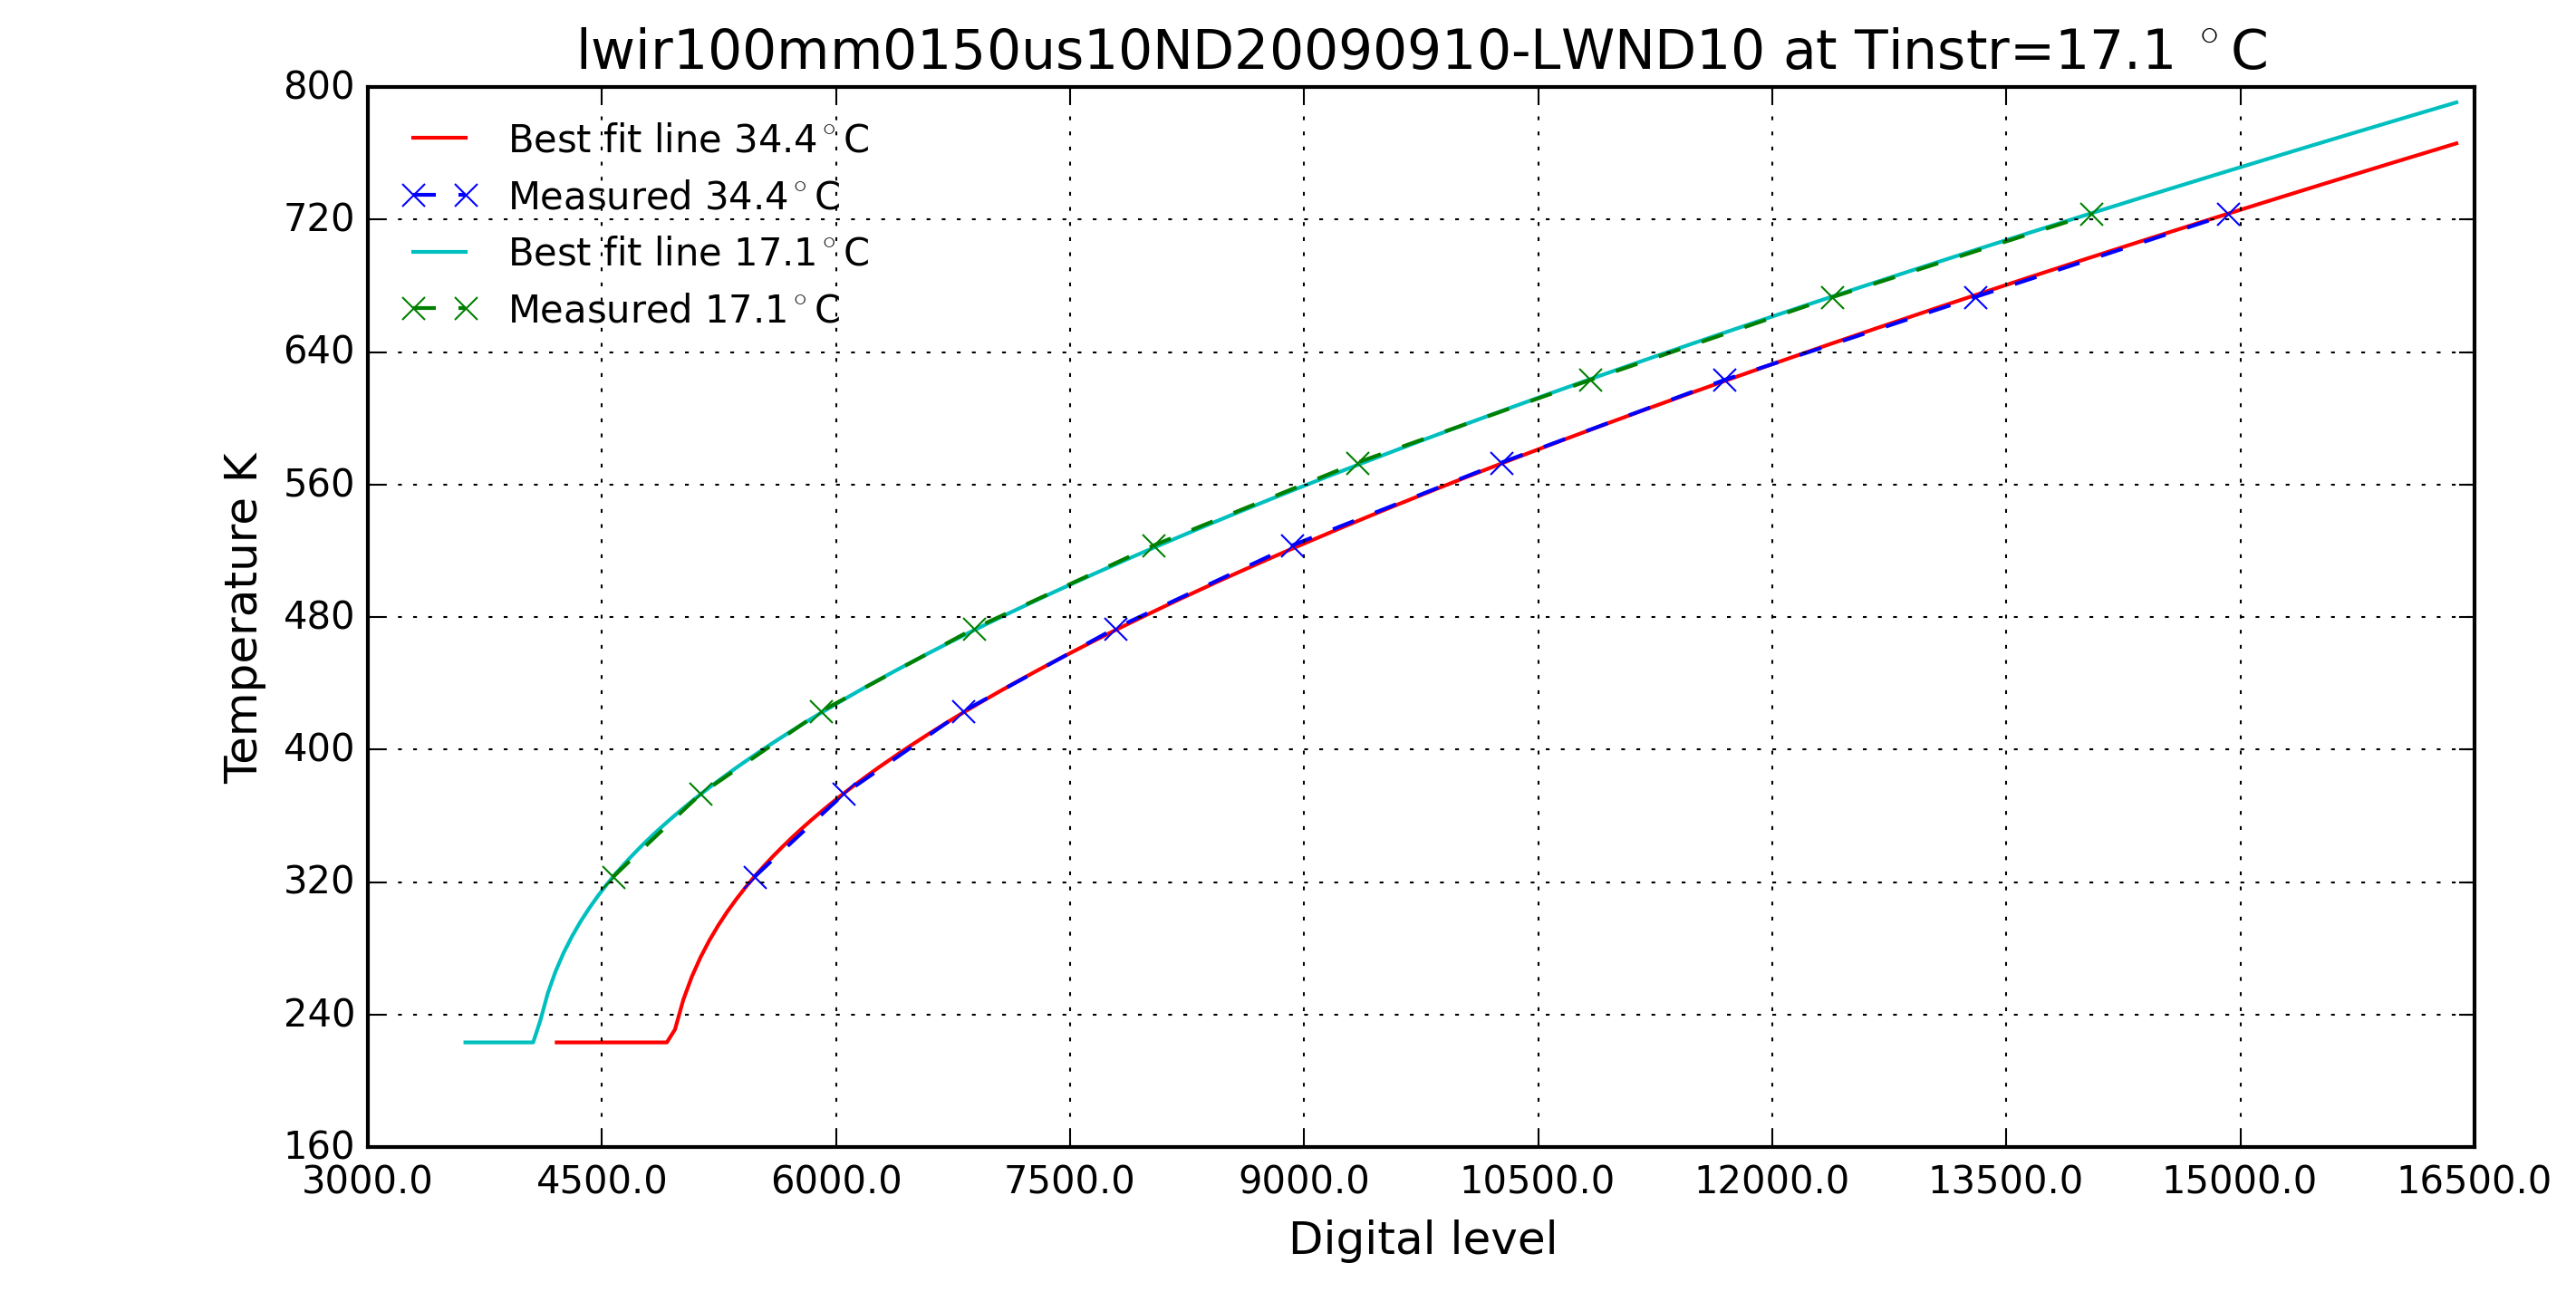 lwir100mm0150us10ND20090910-LWND10 at Tinstr=17.1 °C
800
720
640
560
480
400
320
240
160
Temperature K
Best fit line 34.4°C
Measured 34.4°C
Best fit line 17.1°C
Measured 17.1°C
3000.0 4500.0 6000.0 7500.0 9000.0 10500.0 12000.0 13500.0 15000.0 16500.0
Digital level